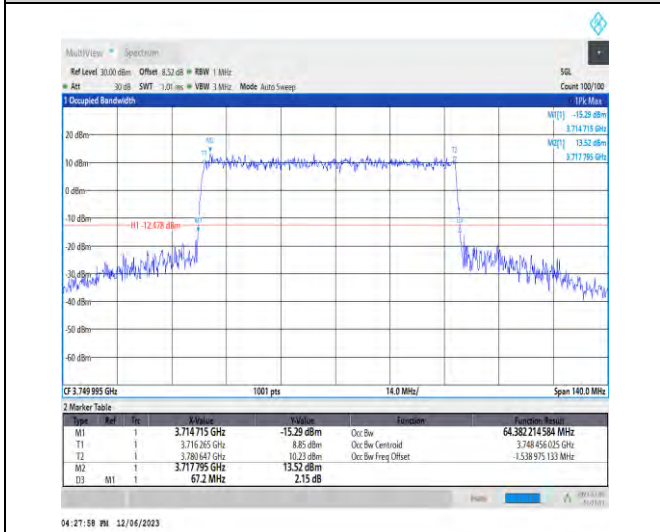 MultiView Spectrum
Ref Level 30.00 dBm Offset 8.52 dB RBW 1 MHz SGL
Att 30 dB SWT 1.01 ms VBW 3 MHz Mode Auto Sweep Count 100/100
1 Occupied Bandwidth 1Pk Max
M1[1] -15.29 dBm
3.714 715 GHz
M2[1] 13.52 dBm
3.717 795 GHz
20 dBm
M2
T1
T2
10 dBm
0 dBm
-10 dBm
H1 -12.478 dBm
M1
D3
-20 dBm
-30 dBm
-40 dBm
-50 dBm
-60 dBm
CF 3.749 995 GHz 1001 pts 14.0 MHz/ Span 140.0 MHz
2 Marker Table
Type Ref Trc X-Value Y-Value Function Function Result
M1 1 3.714 715 GHz -15.29 dBm Occ Bw 64.382 214 584 MHz
T1 1 3.716 265 GHz 8.85 dBm Occ Bw Centroid 3.748 456 025 GHz
T2 1 3.780 647 GHz 10.23 dBm Occ Bw Freq Offset -1.538 975 133 MHz
M2 1 3.717 795 GHz 13.52 dBm
D3 M1 1 67.2 MHz 2.15 dB
04:27:58 PM 12/06/2023